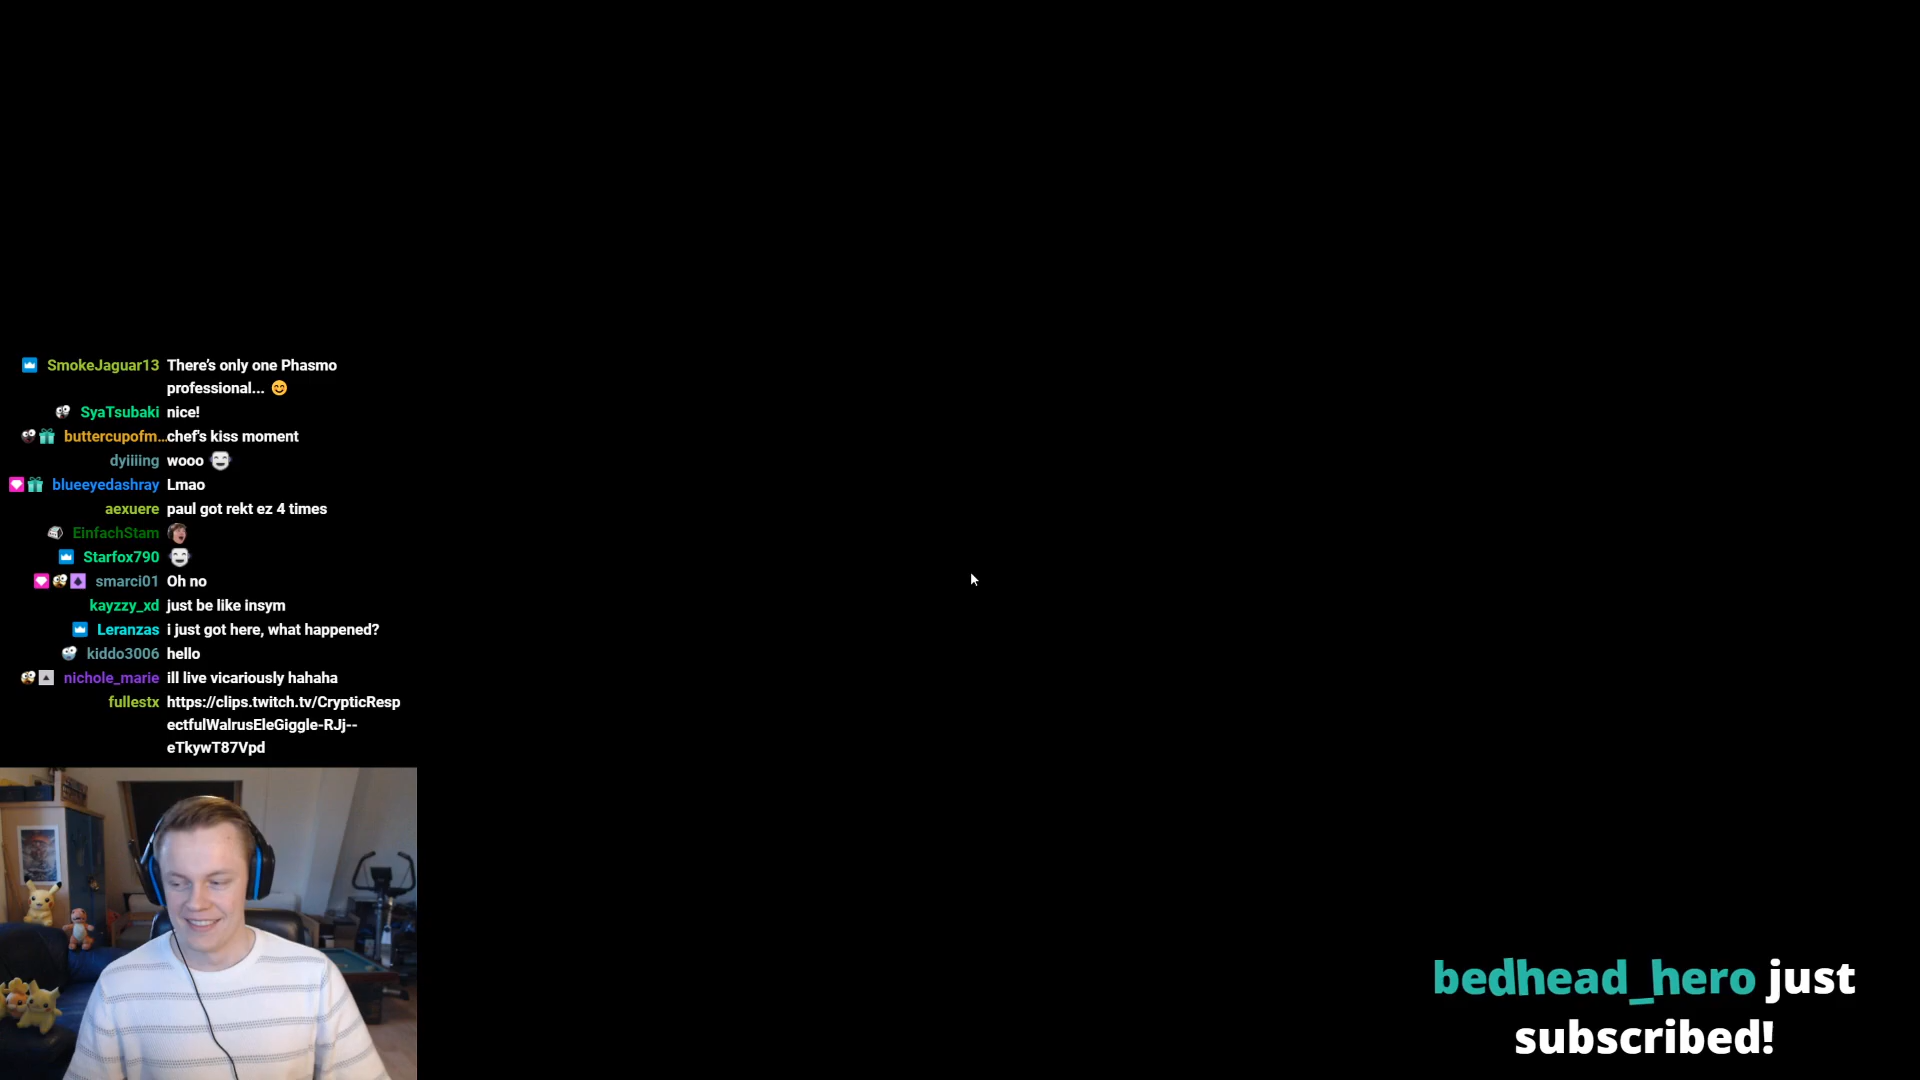 SmokeJaguar13 There's only one Phasmo
professional... 😊
SyaTsubaki nice!
buttercupofm... chef's kiss moment
dyiiiing wooo
blueeyedashray Lmao
aexuere paul got rekt ez 4 times
EinfachStam
Starfox790
smarci01 Oh no
kayzzy_xd just be like insym
Leranzas i just got here, what happened?
kiddo3006 hello
nichole_marie ill live vicariously hahaha
fullestx https://clips.twitch.tv/CrypticResp
ectfulWalrusEleGiggle-RJj--
eTkywT87Vpd
bedhead_hero just
subscribed!